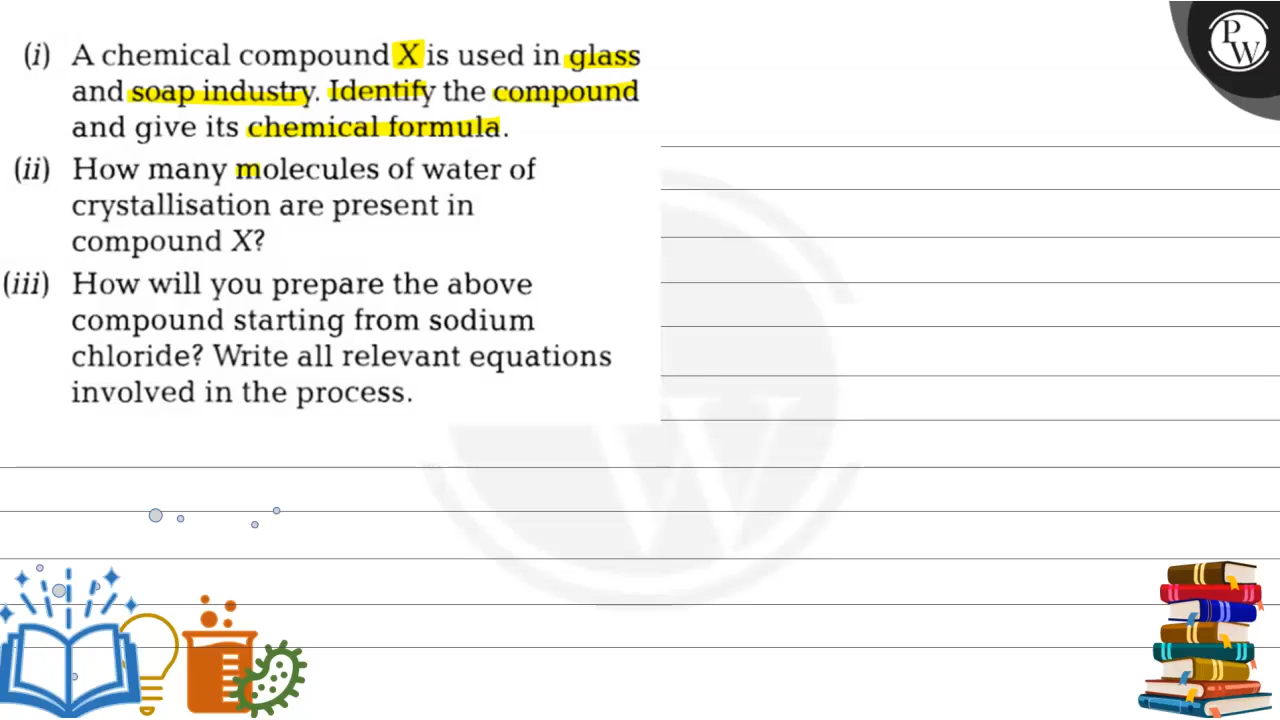 (i) A chemical compound X is used in glass
and soap industry. Identify the compound
and give its chemical formula.
(ii) How many molecules of water of
crystallisation are present in
compound X?
(iii) How will you prepare the above
compound starting from sodium
chloride? Write all relevant equations
involved in the process.
P
W